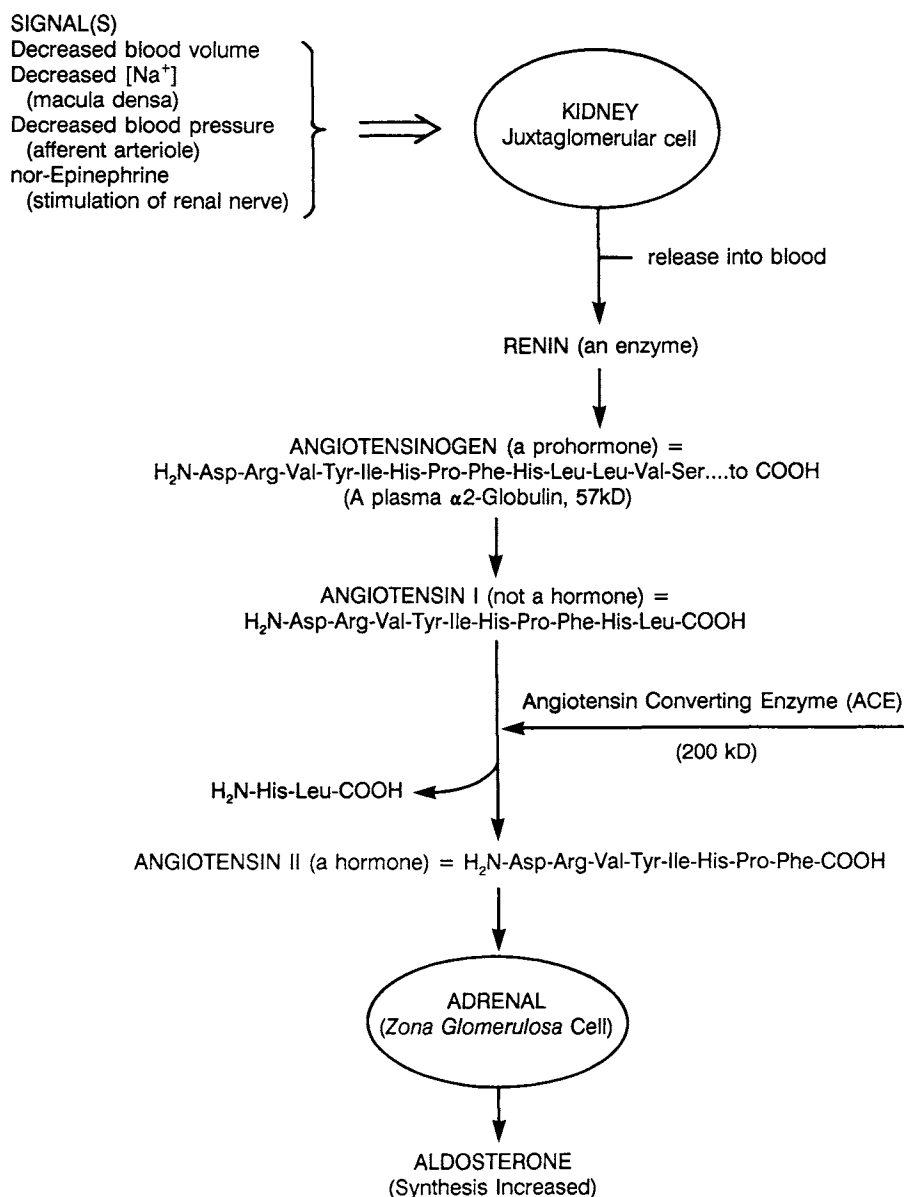 SIGNAL(S)
Decreased blood volume
Decreased [Na⁺]
(macula densa)
Decreased blood pressure
(afferent arteriole)
nor-Epinephrine
(stimulation of renal nerve)
KIDNEY
Juxtaglomerular cell
release into blood
RENIN (an enzyme)
ANGIOTENSINOGEN (a prohormone) =
H₂N-Asp-Arg-Val-Tyr-Ile-His-Pro-Phe-His-Leu-Leu-Val-Ser....to COOH
(A plasma α2-Globulin, 57kD)
ANGIOTENSIN I (not a hormone) =
H₂N-Asp-Arg-Val-Tyr-Ile-His-Pro-Phe-His-Leu-COOH
Angiotensin Converting Enzyme (ACE)
(200 kD)
H₂N-His-Leu-COOH
ANGIOTENSIN II (a hormone) = H₂N-Asp-Arg-Val-Tyr-Ile-His-Pro-Phe-COOH
ADRENAL
(Zona Glomerulosa Cell)
ALDOSTERONE
(Synthesis Increased)